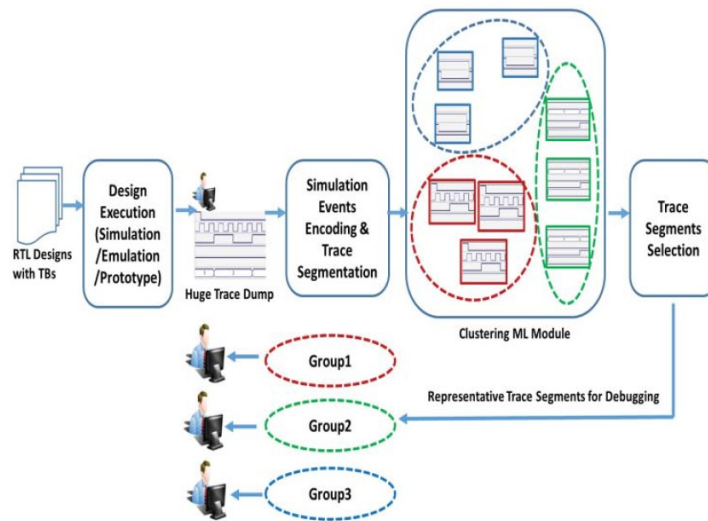 RTL Designs
with TBs
Design
Execution
(Simulation
/Emulation
/Prototype)
Huge Trace Dump
Simulation
Events
Encoding &
Trace
Segmentation
Clustering ML Module
Trace
Segments
Selection
Group1
Representative Trace Segments for Debugging
Group2
Group3